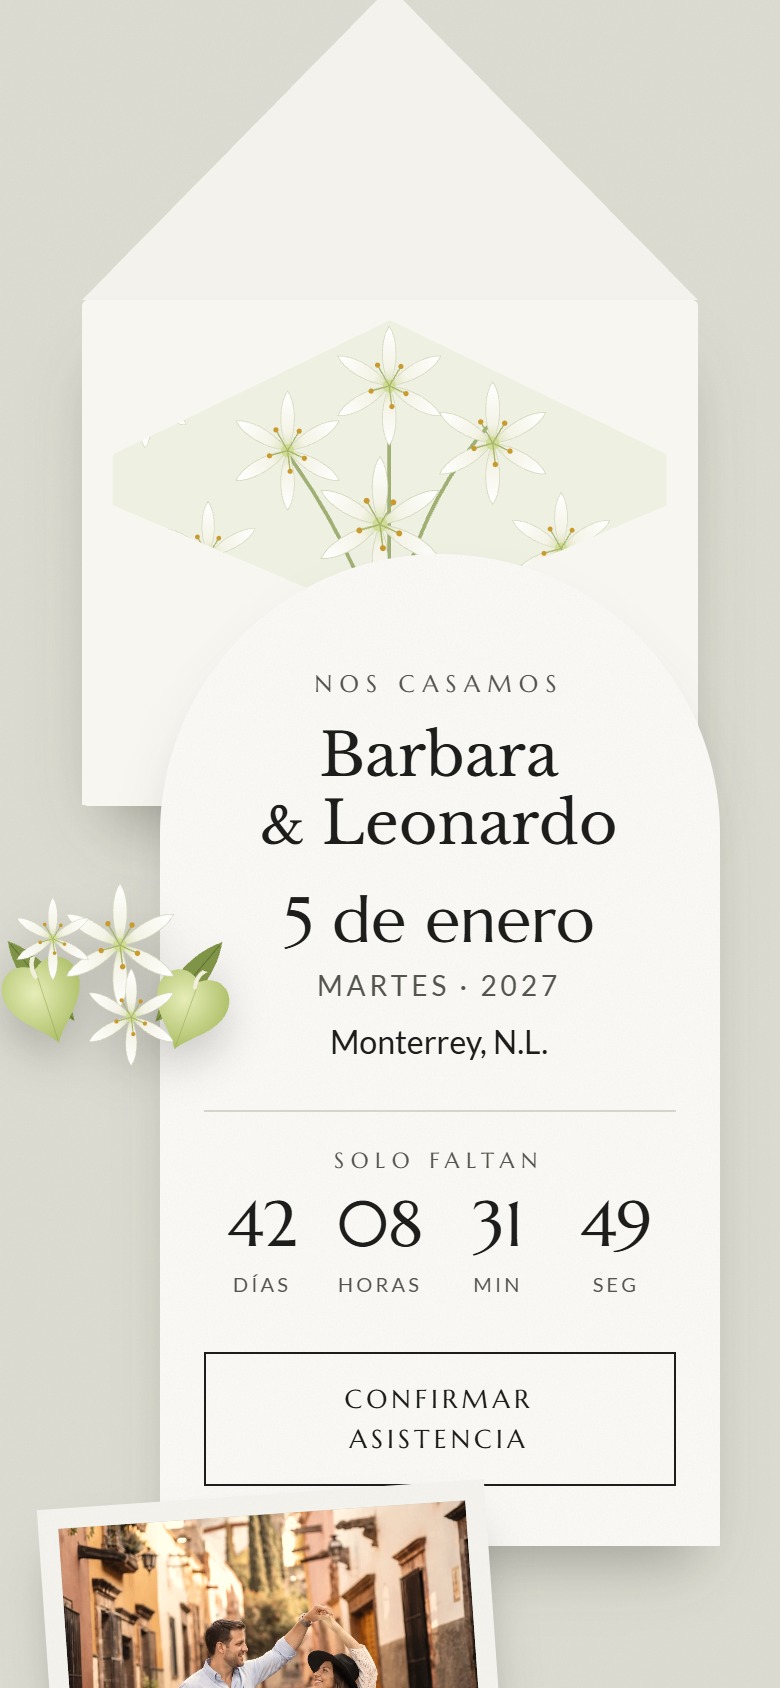 NOS CASAMOS
Barbara
& Leonardo
5 de enero
MARTES · 2027
Monterrey, N.L.
SOLO FALTAN
42 08 31 49
DÍAS HORAS MIN SEG
CONFIRMAR
ASISTENCIA